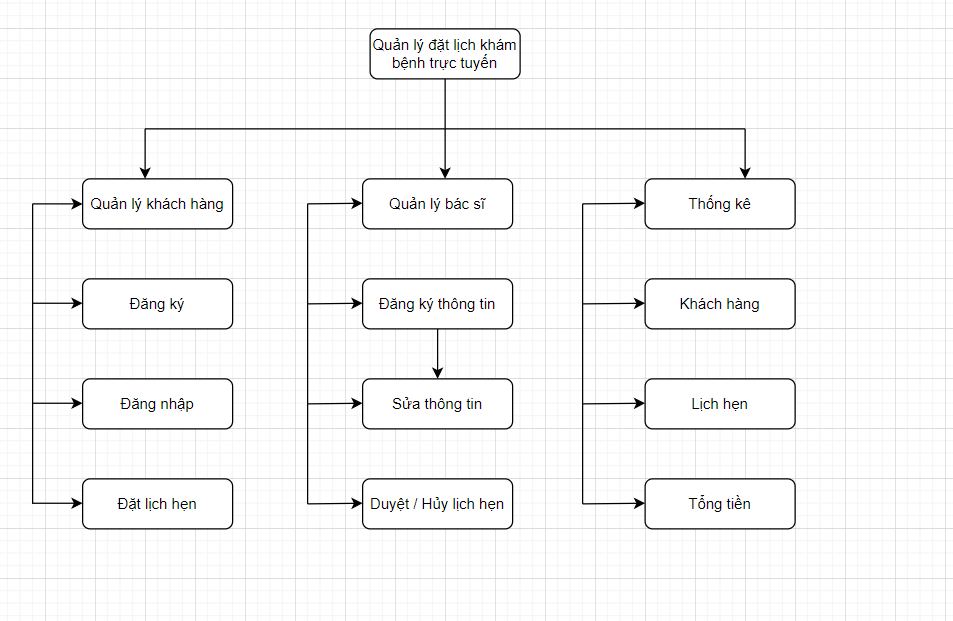 Quản lý đặt lịch khám
bệnh trực tuyến
Quản lý khách hàng
Quản lý bác sĩ
Thống kê
Đăng ký
Đăng ký thông tin
Khách hàng
Đăng nhập
Sửa thông tin
Lịch hẹn
Đặt lịch hẹn
Duyệt / Hủy lịch hẹn
Tổng tiền